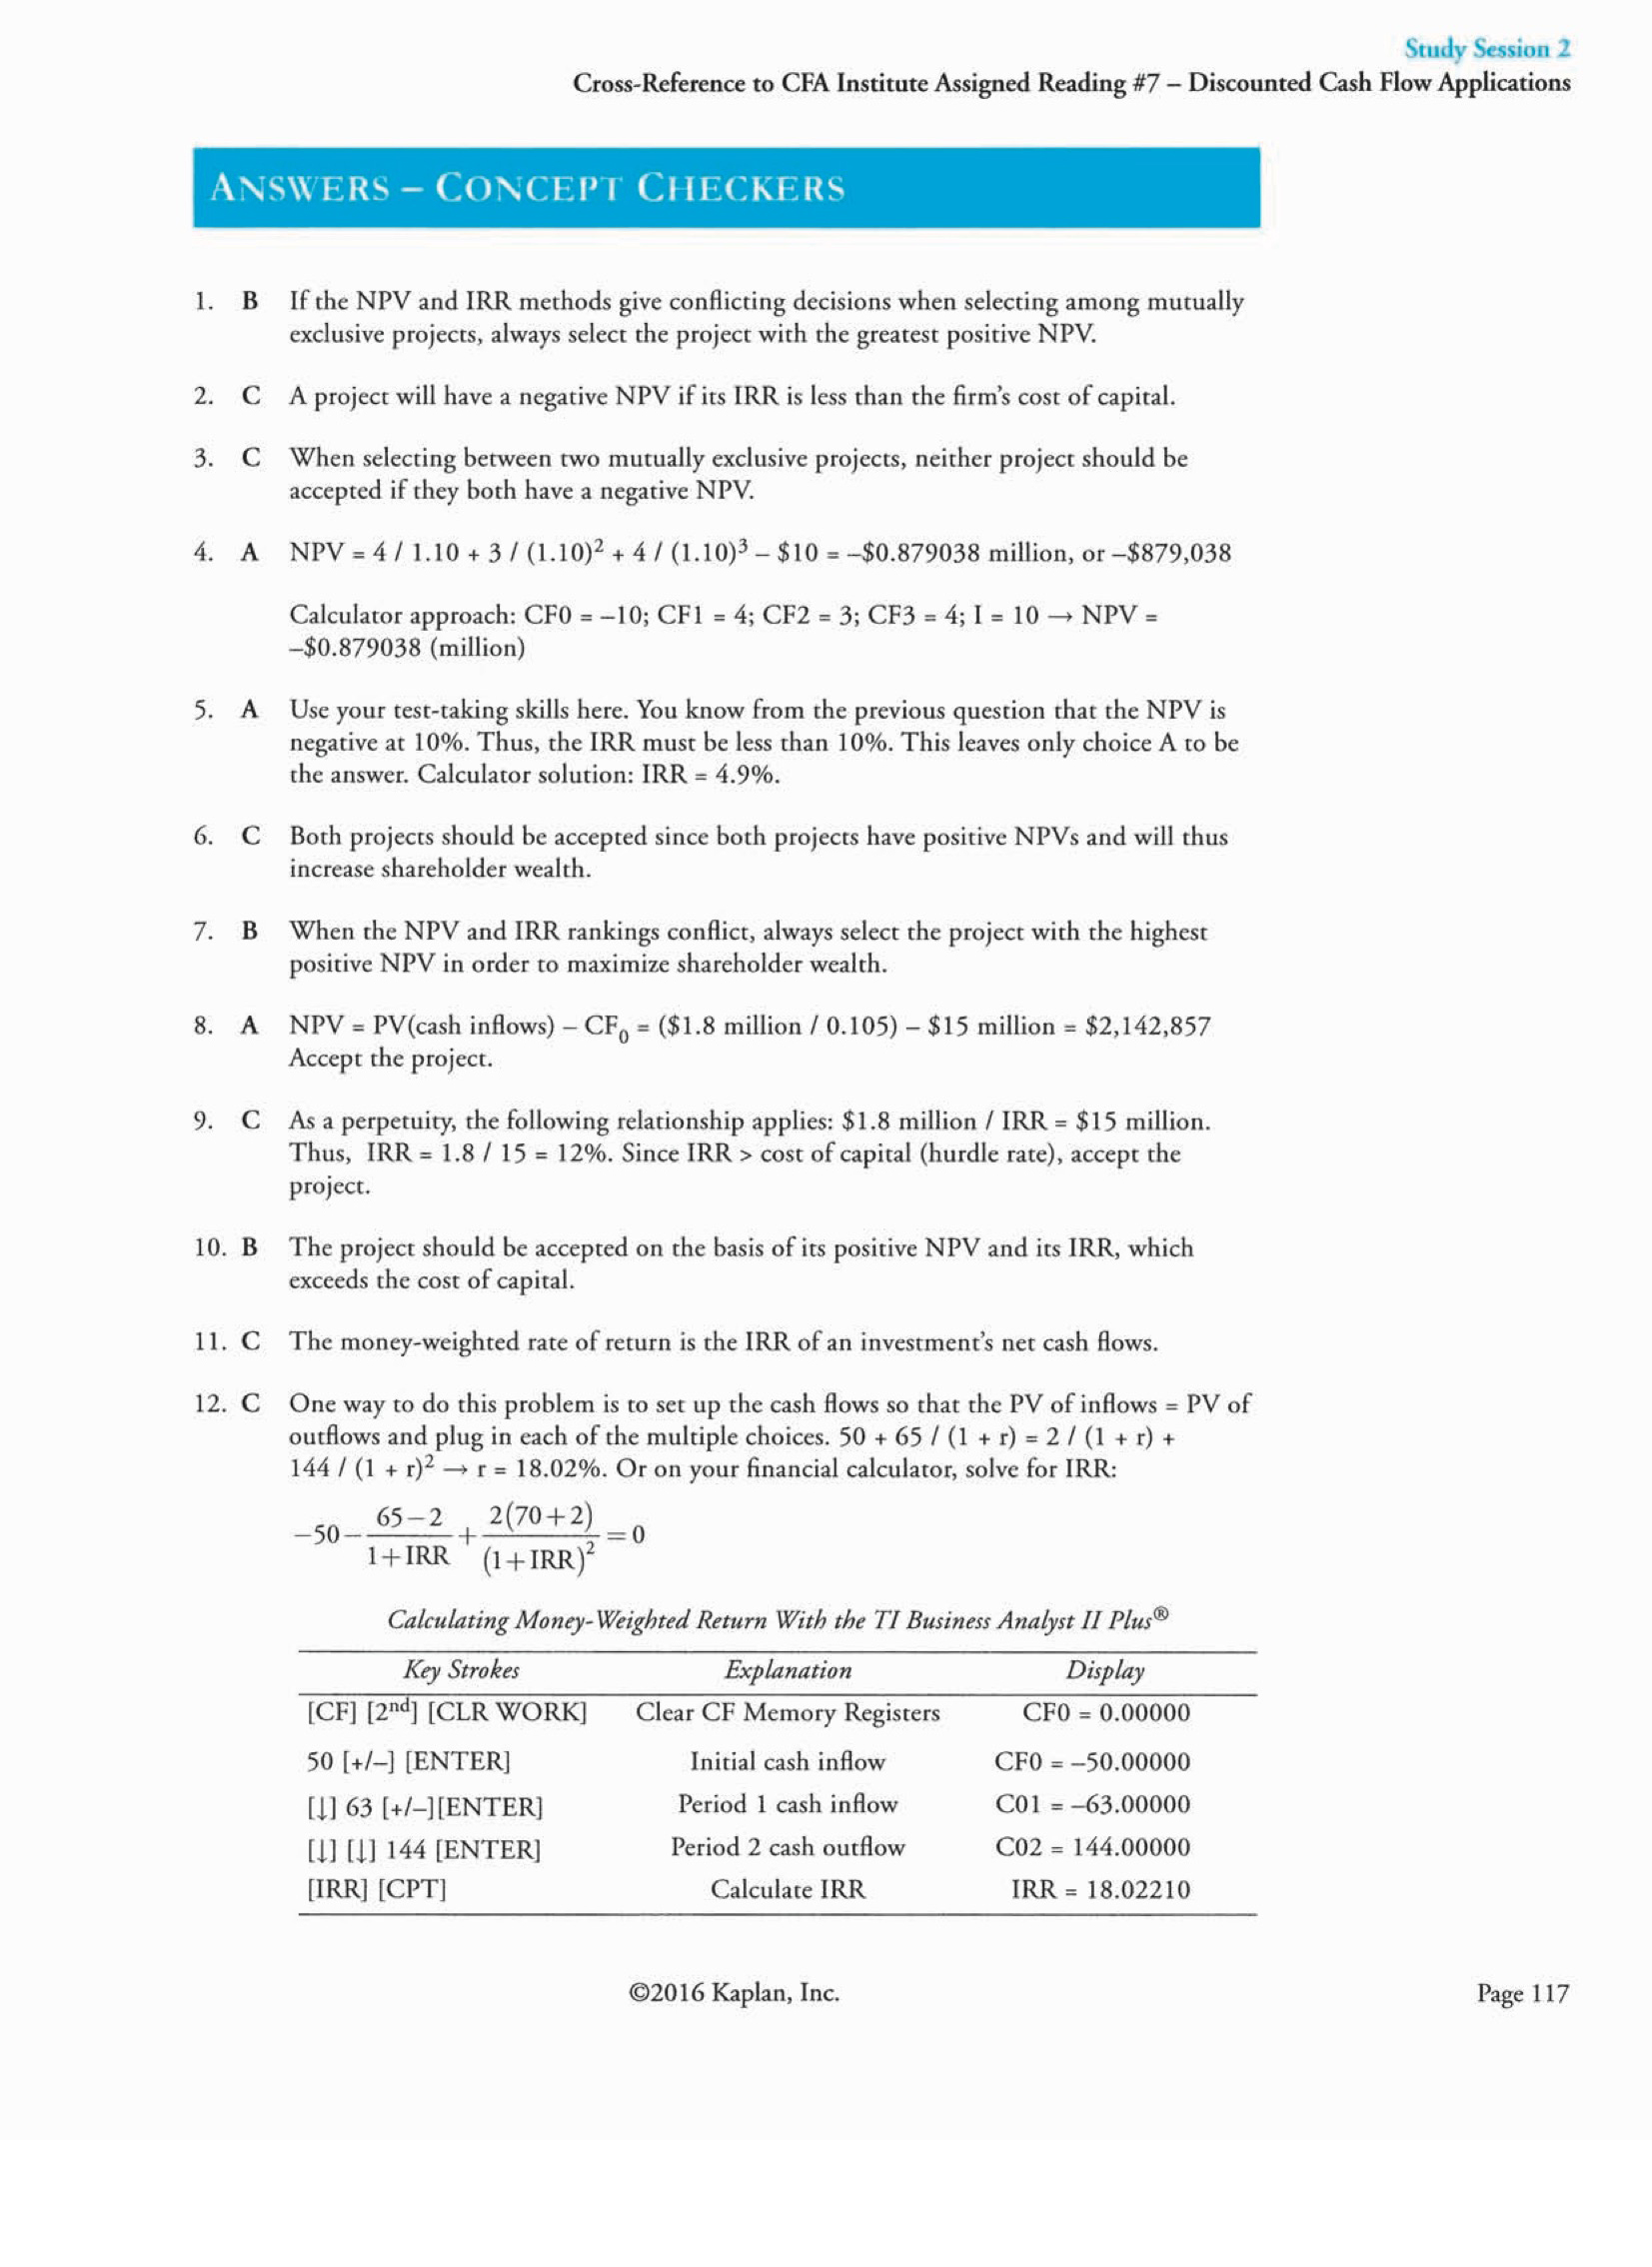 Study Session 2
Cross-Reference to CFA Institute Assigned Reading #7 – Discounted Cash Flow Applications
ANSWERS – CONCEPT CHECKERS
1. B If the NPV and IRR methods give conflicting decisions when selecting among mutually
exclusive projects, always select the project with the greatest positive NPV.
2. C A project will have a negative NPV if its IRR is less than the firm's cost of capital.
3. C When selecting between two mutually exclusive projects, neither project should be
accepted if they both have a negative NPV.
4. A NPV = 4 / 1.10 + 3 / (1.10)² + 4 / (1.10)³ – $10 = –$0.879038 million, or –$879,038
Calculator approach: CF0 = –10; CF1 = 4; CF2 = 3; CF3 = 4; I = 10 → NPV =
–$0.879038 (million)
5. A Use your test-taking skills here. You know from the previous question that the NPV is
negative at 10%. Thus, the IRR must be less than 10%. This leaves only choice A to be
the answer. Calculator solution: IRR = 4.9%.
6. C Both projects should be accepted since both projects have positive NPVs and will thus
increase shareholder wealth.
7. B When the NPV and IRR rankings conflict, always select the project with the highest
positive NPV in order to maximize shareholder wealth.
8. A NPV = PV(cash inflows) – CF₀ = ($1.8 million / 0.105) – $15 million = $2,142,857
Accept the project.
9. C As a perpetuity, the following relationship applies: $1.8 million / IRR = $15 million.
Thus, IRR = 1.8 / 15 = 12%. Since IRR > cost of capital (hurdle rate), accept the
project.
10. B The project should be accepted on the basis of its positive NPV and its IRR, which
exceeds the cost of capital.
11. C The money-weighted rate of return is the IRR of an investment's net cash flows.
12. C One way to do this problem is to set up the cash flows so that the PV of inflows = PV of
outflows and plug in each of the multiple choices. 50 + 65 / (1 + r) = 2 / (1 + r) +
144 / (1 + r)² → r = 18.02%. Or on your financial calculator, solve for IRR:
–50 – (65–2)/(1+IRR) + 2(70+2)/(1+IRR)² = 0
Calculating Money-Weighted Return With the TI Business Analyst II Plus®
Key Strokes Explanation Display
[CF] [2nd] [CLR WORK] Clear CF Memory Registers CF0 = 0.00000
50 [+/–] [ENTER] Initial cash inflow CF0 = –50.00000
[↓] 63 [+/–][ENTER] Period 1 cash inflow C01 = –63.00000
[↓] [↓] 144 [ENTER] Period 2 cash outflow C02 = 144.00000
[IRR] [CPT] Calculate IRR IRR = 18.02210
©2016 Kaplan, Inc.
Page 117